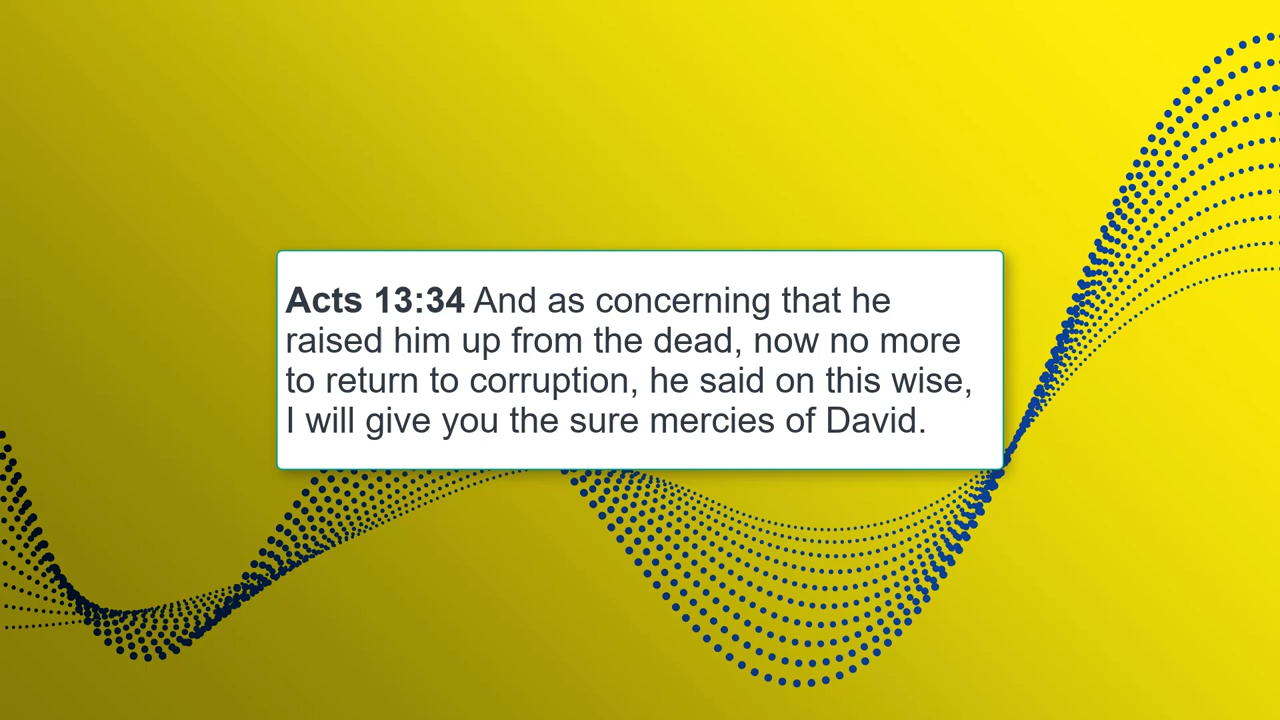 Acts 13:34 And as concerning that he
raised him up from the dead, now no more
to return to corruption, he said on this wise,
I will give you the sure mercies of David.